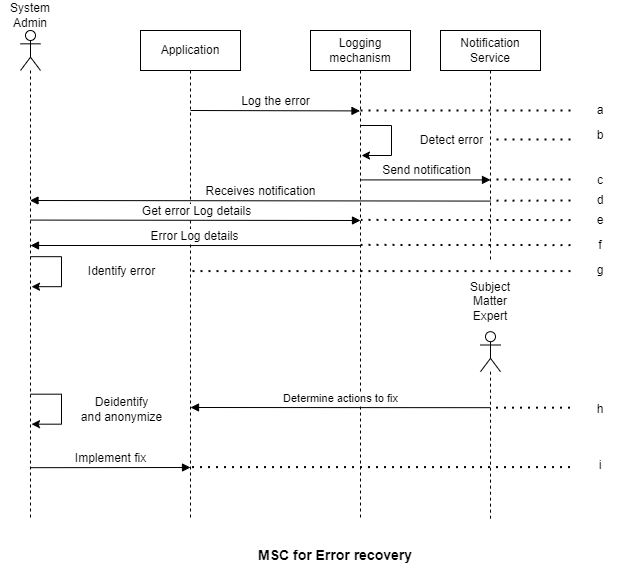 System
Admin
Application
Logging
mechanism
Notification
Service
Log the error
a
b
Detect error
Send notification
c
Receives notification
d
Get error Log details
e
Error Log details
f
Identify error
g
Subject
Matter
Expert
Deidentify
and anonymize
Determine actions to fix
h
Implement fix
i
MSC for Error recovery